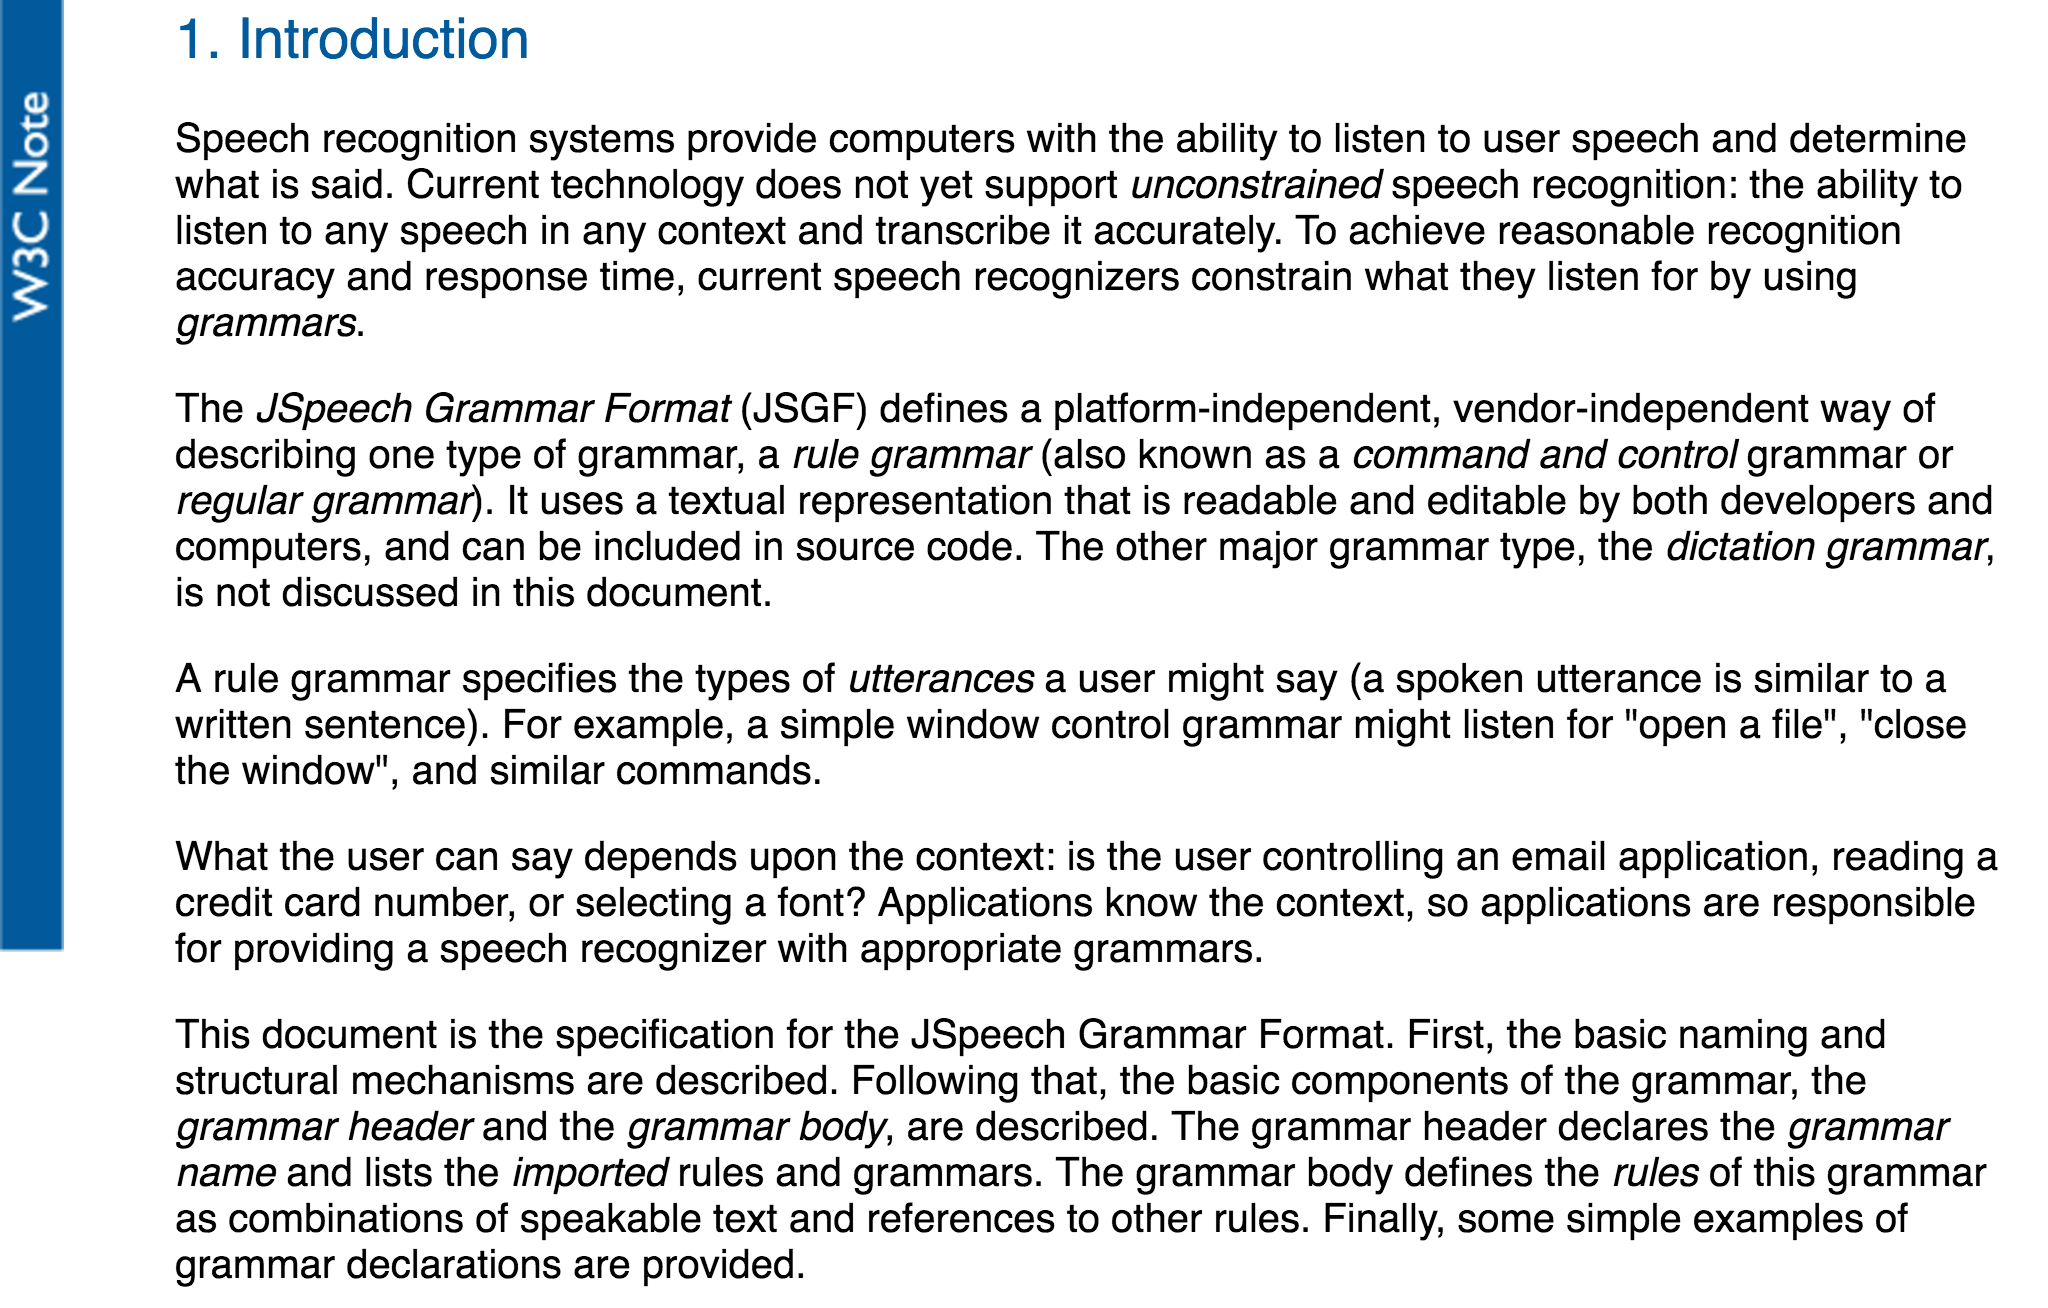 W3C Note
1. Introduction
Speech recognition systems provide computers with the ability to listen to user speech and determine
what is said. Current technology does not yet support unconstrained speech recognition: the ability to
listen to any speech in any context and transcribe it accurately. To achieve reasonable recognition
accuracy and response time, current speech recognizers constrain what they listen for by using
grammars.
The JSpeech Grammar Format (JSGF) defines a platform-independent, vendor-independent way of
describing one type of grammar, a rule grammar (also known as a command and control grammar or
regular grammar). It uses a textual representation that is readable and editable by both developers and
computers, and can be included in source code. The other major grammar type, the dictation grammar,
is not discussed in this document.
A rule grammar specifies the types of utterances a user might say (a spoken utterance is similar to a
written sentence). For example, a simple window control grammar might listen for "open a file", "close
the window", and similar commands.
What the user can say depends upon the context: is the user controlling an email application, reading a
credit card number, or selecting a font? Applications know the context, so applications are responsible
for providing a speech recognizer with appropriate grammars.
This document is the specification for the JSpeech Grammar Format. First, the basic naming and
structural mechanisms are described. Following that, the basic components of the grammar, the
grammar header and the grammar body, are described. The grammar header declares the grammar
name and lists the imported rules and grammars. The grammar body defines the rules of this grammar
as combinations of speakable text and references to other rules. Finally, some simple examples of
grammar declarations are provided.